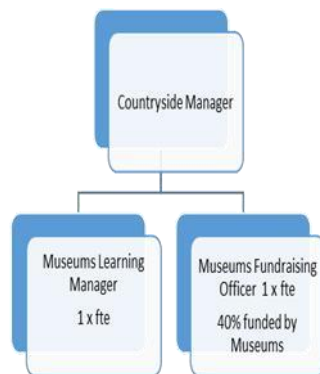 Countryside Manager
Museums Learning
Manager
1 x fte
Museums Fundraising
Officer 1 x fte
40% funded by
Museums